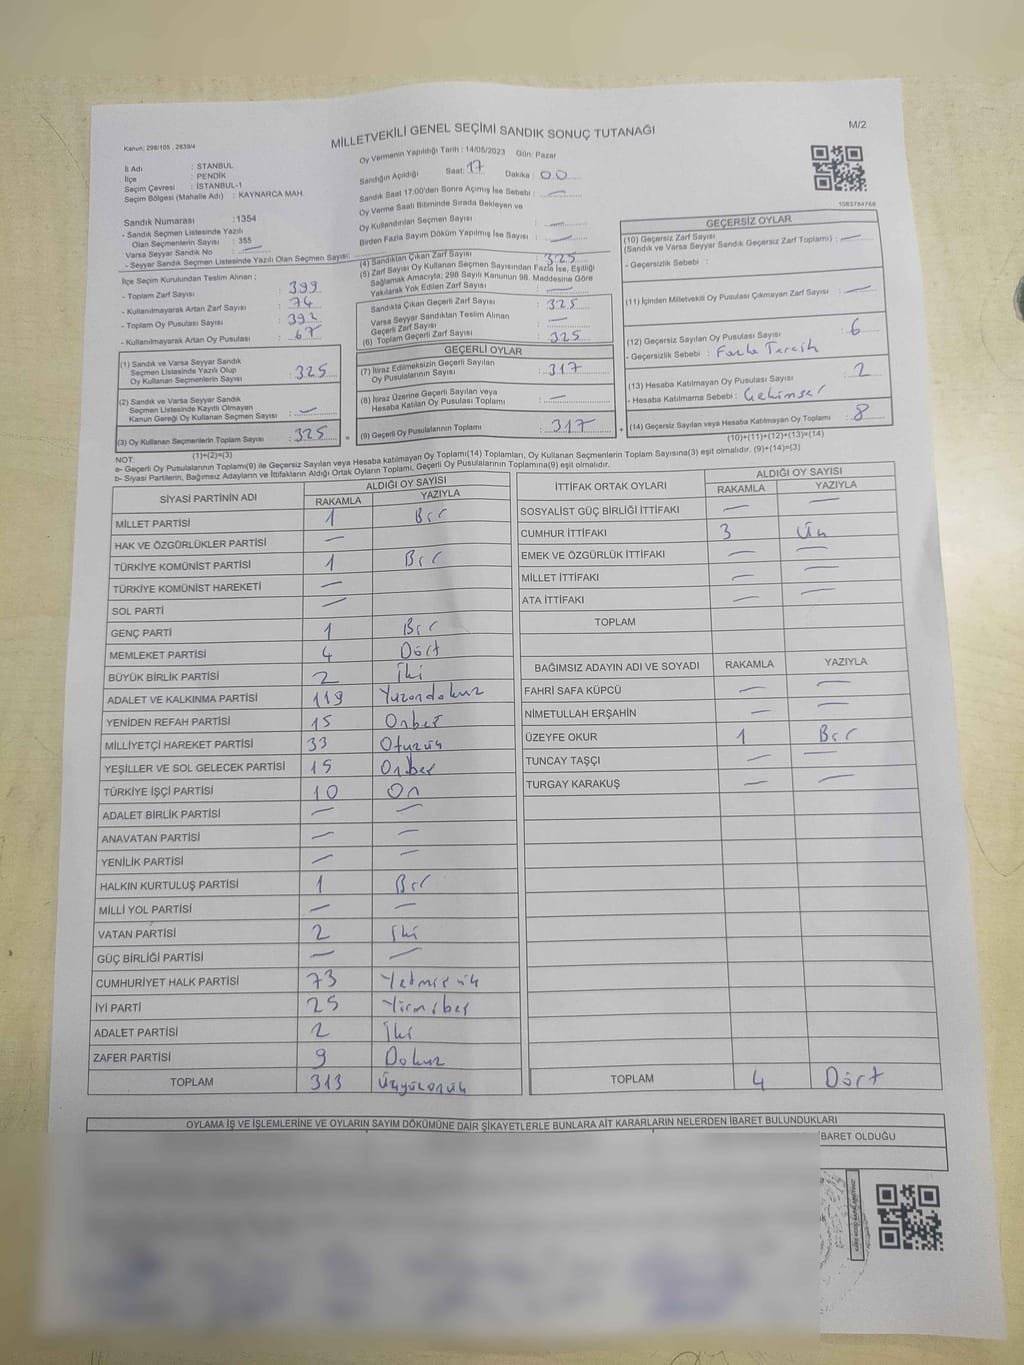 MİLLETVEKİLİ GENEL SEÇİMİ SANDIK SONUÇ TUTANAĞI
M/2
Kanun: 298/105 , 2839/4
Oy Vermenin Yapıldığı Tarih : 14/05/2023 Gün: Pazar
İl Adı : İSTANBUL
İlçe : PENDİK
Seçim Çevresi : İSTANBUL-1
Seçim Bölgesi (Mahalle Adı) : KAYNARCA MAH.
Sandığın Açıldığı Saat: 17 Dakika : 00
Sandık Saat 17:00'den Sonra Açılmış İse Sebebi : —
Oy Verme Saati Bitiminde Sırada Bekleyen ve
Oy Kullandırılan Seçmen Sayısı : —
Birden Fazla Sayım Döküm Yapılmış İse Sayısı : —
1083784768
Sandık Numarası :1354
- Sandık Seçmen Listesinde Yazılı
Olan Seçmenlerin Sayısı : 355
Varsa Seyyar Sandık No : —
- Seyyar Sandık Seçmen Listesinde Yazılı Olan Seçmen Sayısı:
İlçe Seçim Kurulundan Teslim Alınan :
- Toplam Zarf Sayısı : 399
- Kullanılmayarak Artan Zarf Sayısı : 74
- Toplam Oy Pusulası Sayısı : 392
- Kullanılmayarak Artan Oy Pusulası : 67
(1) Sandık ve Varsa Seyyar Sandık
Seçmen Listesinde Yazılı Olup
Oy Kullanan Seçmenlerin Sayısı : 325
(2) Sandık ve Varsa Seyyar Sandık
Seçmen Listesinde Kayıtlı Olmayan
Kanun Gereği Oy Kullanan Seçmen Sayısı : —
(3) Oy Kullanan Seçmenlerin Toplam Sayısı : 325
(1)+(2)=(3)
(4) Sandıktan Çıkan Zarf Sayısı : 325
(5) Zarf Sayısı Oy Kullanan Seçmen Sayısından Fazla İse, Eşitliği
Sağlamak Amacıyla; 298 Sayılı Kanunun 98. Maddesine Göre
Yakılarak Yok Edilen Zarf Sayısı : —
Sandıkta Çıkan Geçerli Zarf Sayısı : 325
Varsa Seyyar Sandıktan Teslim Alınan
Geçerli Zarf Sayısı : —
(6) Toplam Geçerli Zarf Sayısı : 325
GEÇERLİ OYLAR
(7) İtiraz Edilmeksizin Geçerli Sayılan
Oy Pusulalarının Sayısı : 317
(8) İtiraz Üzerine Geçerli Sayılan veya
Hesaba Katılan Oy Pusulası Toplamı : —
= (9) Geçerli Oy Pusulalarının Toplamı : 317
GEÇERSİZ OYLAR
(10) Geçersiz Zarf Sayısı
(Sandık ve Varsa Seyyar Sandık Geçersiz Zarf Toplamı) : —
- Geçersizlik Sebebi :
(11) İçinden Milletvekili Oy Pusulası Çıkmayan Zarf Sayısı : —
(12) Geçersiz Sayılan Oy Pusulası Sayısı : 6
- Geçersizlik Sebebi : Fazla Tercih
(13) Hesaba Katılmayan Oy Pusulası Sayısı : 2
- Hesaba Katılmama Sebebi : Çekimser
+ (14) Geçersiz Sayılan veya Hesaba Katılmayan Oy Toplamı : 8
(10)+(11)+(12)+(13)=(14)
NOT:
a- Geçerli Oy Pusulalarının Toplamı(9) ile Geçersiz Sayılan veya Hesaba katılmayan Oy Toplamı(14) Toplamları, Oy Kullanan Seçmenlerin Toplam Sayısına(3) eşit olmalıdır. (9)+(14)=(3)
b- Siyasi Partilerin, Bağımsız Adayların ve İttifakların Aldığı Ortak Oyların Toplamı, Geçerli Oy Pusulalarının Toplamına(9) eşit olmalıdır.
SİYASİ PARTİNİN ADI ALDIĞI OY SAYISI
RAKAMLA YAZIYLA
MİLLET PARTİSİ 1 Bir
HAK VE ÖZGÜRLÜKLER PARTİSİ —
TÜRKİYE KOMÜNİST PARTİSİ 1 Bir
TÜRKİYE KOMÜNİST HAREKETİ —
SOL PARTİ —
GENÇ PARTİ 1 Bir
MEMLEKET PARTİSİ 4 Dört
BÜYÜK BİRLİK PARTİSİ 2 İki
ADALET VE KALKINMA PARTİSİ 119 Yüzondokuz
YENİDEN REFAH PARTİSİ 15 Onbeş
MİLLİYETÇİ HAREKET PARTİSİ 33 Otuzüç
YEŞİLLER VE SOL GELECEK PARTİSİ 15 Onbeş
TÜRKİYE İŞÇİ PARTİSİ 10 On
ADALET BİRLİK PARTİSİ — —
ANAVATAN PARTİSİ — —
YENİLİK PARTİSİ — —
HALKIN KURTULUŞ PARTİSİ 1 Bir
MİLLİ YOL PARTİSİ — —
VATAN PARTİSİ 2 İki
GÜÇ BİRLİĞİ PARTİSİ — —
CUMHURİYET HALK PARTİSİ 73 Yetmişüç
İYİ PARTİ 25 Yirmibeş
ADALET PARTİSİ 2 İki
ZAFER PARTİSİ 9 Dokuz
TOPLAM 313 Üçyüzonüç
İTTİFAK ORTAK OYLARI ALDIĞI OY SAYISI
RAKAMLA YAZIYLA
SOSYALİST GÜÇ BİRLİĞİ İTTİFAKI — —
CUMHUR İTTİFAKI 3 Üç
EMEK VE ÖZGÜRLÜK İTTİFAKI — —
MİLLET İTTİFAKI — —
ATA İTTİFAKI — —
TOPLAM
BAĞIMSIZ ADAYIN ADI VE SOYADI RAKAMLA YAZIYLA
FAHRİ SAFA KÜPCÜ — —
NİMETULLAH ERŞAHİN — —
ÜZEYFE OKUR 1 Bir
TUNCAY TAŞÇI — —
TURGAY KARAKUŞ — —
TOPLAM 4 Dört
OYLAMA İŞ VE İŞLEMLERİNE VE OYLARIN SAYIM DÖKÜMÜNE DAİR ŞİKAYETLERLE BUNLARA AİT KARARLARIN NELERDEN İBARET BULUNDUKLARI
İBARET OLDUĞU